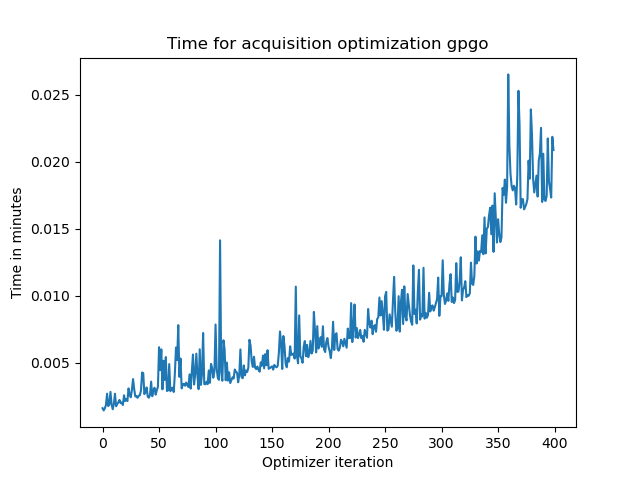 Time for acquisition optimization gpgo
0.025
0.020
0.015
0.010
0.005
Time in minutes
0 50 100 150 200 250 300 350 400
Optimizer iteration